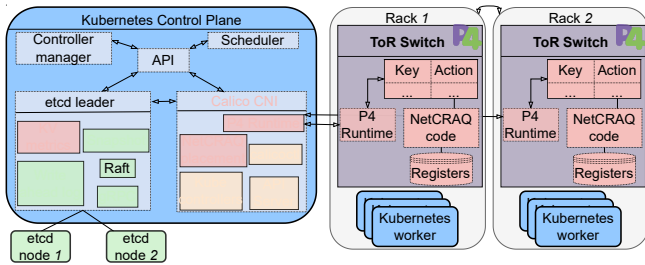 Kubernetes Control Plane
Controller
manager
API
Scheduler
etcd leader
Raft
Calico CNI
etcd
node 1
etcd
node 2
Rack 1
ToR Switch P4
Key Action
... ...
P4
Runtime
NetCRAQ
code
Registers
Kubernetes
worker
Rack 2
ToR Switch P4
Key Action
... ...
P4
Runtime
NetCRAQ
code
Registers
Kubernetes
worker